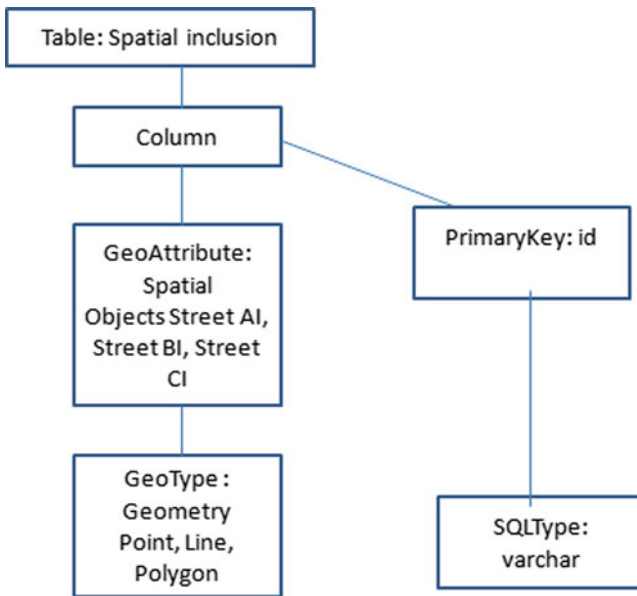 Table: Spatial inclusion
Column
GeoAttribute:
Spatial
Objects Street AI,
Street BI, Street
CI
PrimaryKey: id
GeoType :
Geometry
Point, Line,
Polygon
SQLType:
varchar